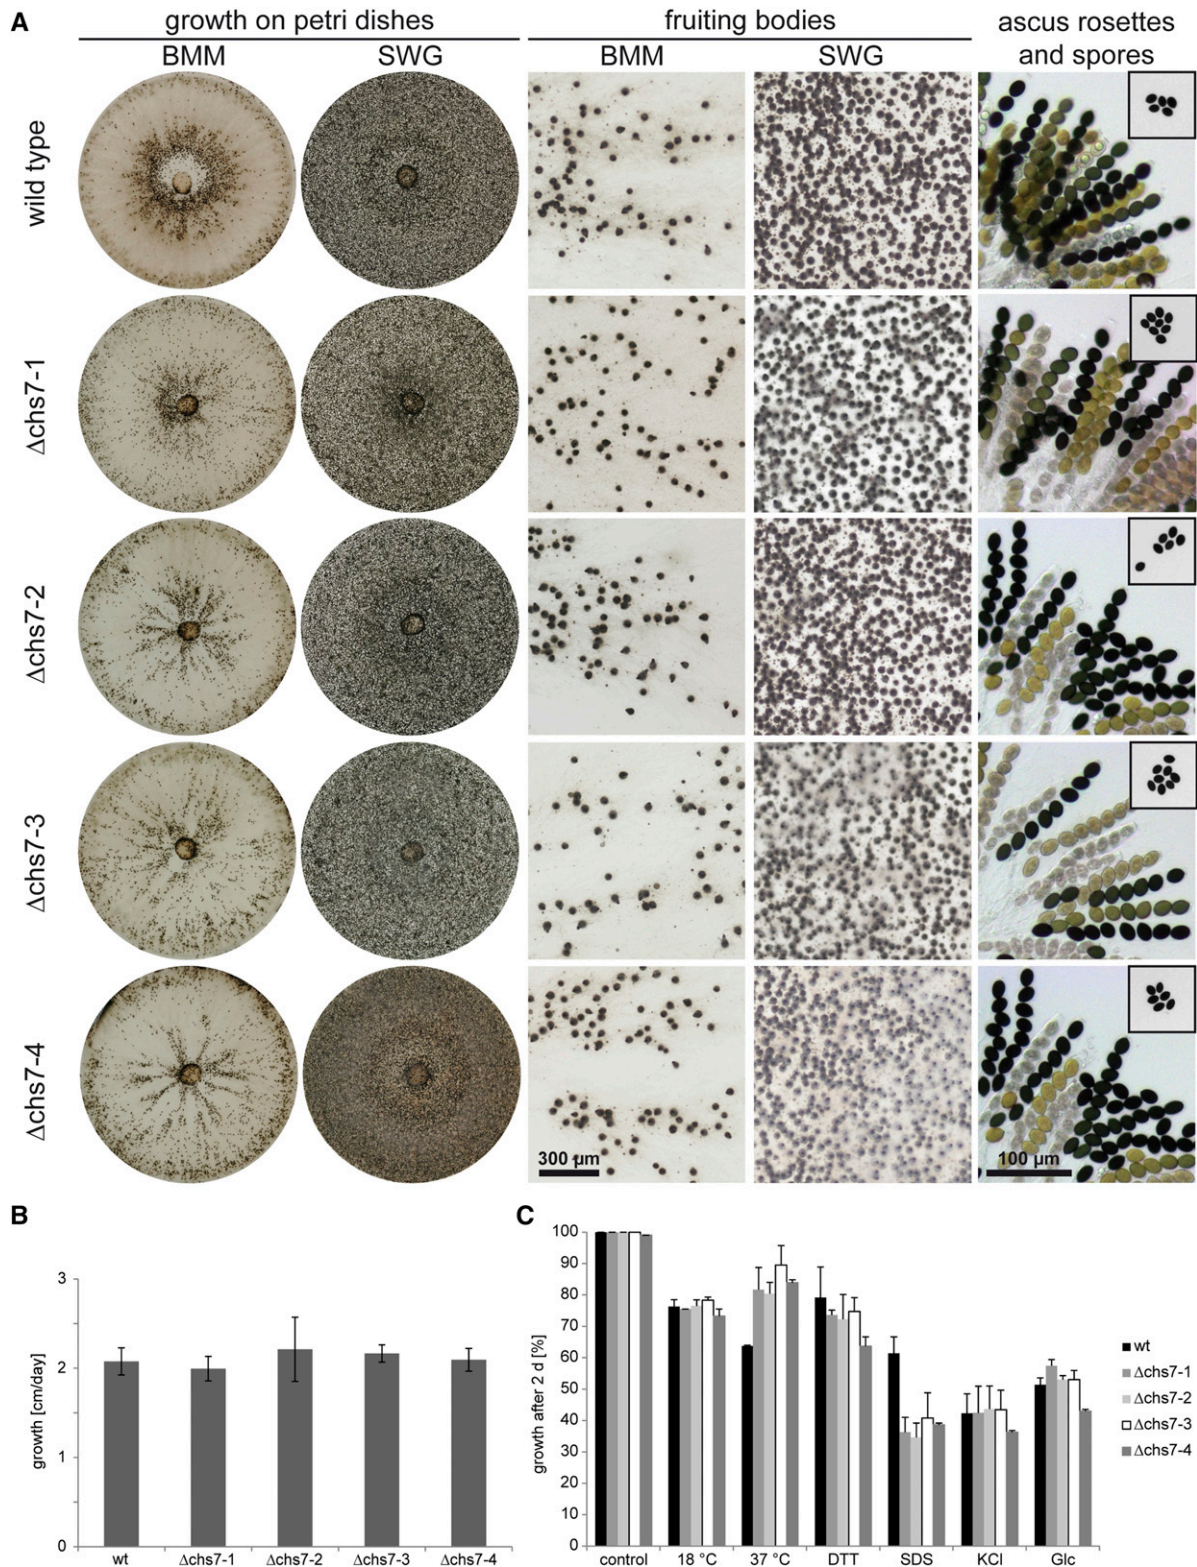 A
growth on petri dishes
fruiting bodies
ascus rosettes
and spores
BMM
SWG
BMM
SWG
wild type
Δchs7-1
Δchs7-2
Δchs7-3
Δchs7-4
300 µm
100 µm
B
growth [cm/day]
3
2
1
0
wt
Δchs7-1
Δchs7-2
Δchs7-3
Δchs7-4
C
growth after 2 d [%]
100
90
80
70
60
50
40
30
20
10
0
control
18 °C
37 °C
DTT
SDS
KCl
Glc
wt
Δchs7-1
Δchs7-2
Δchs7-3
Δchs7-4